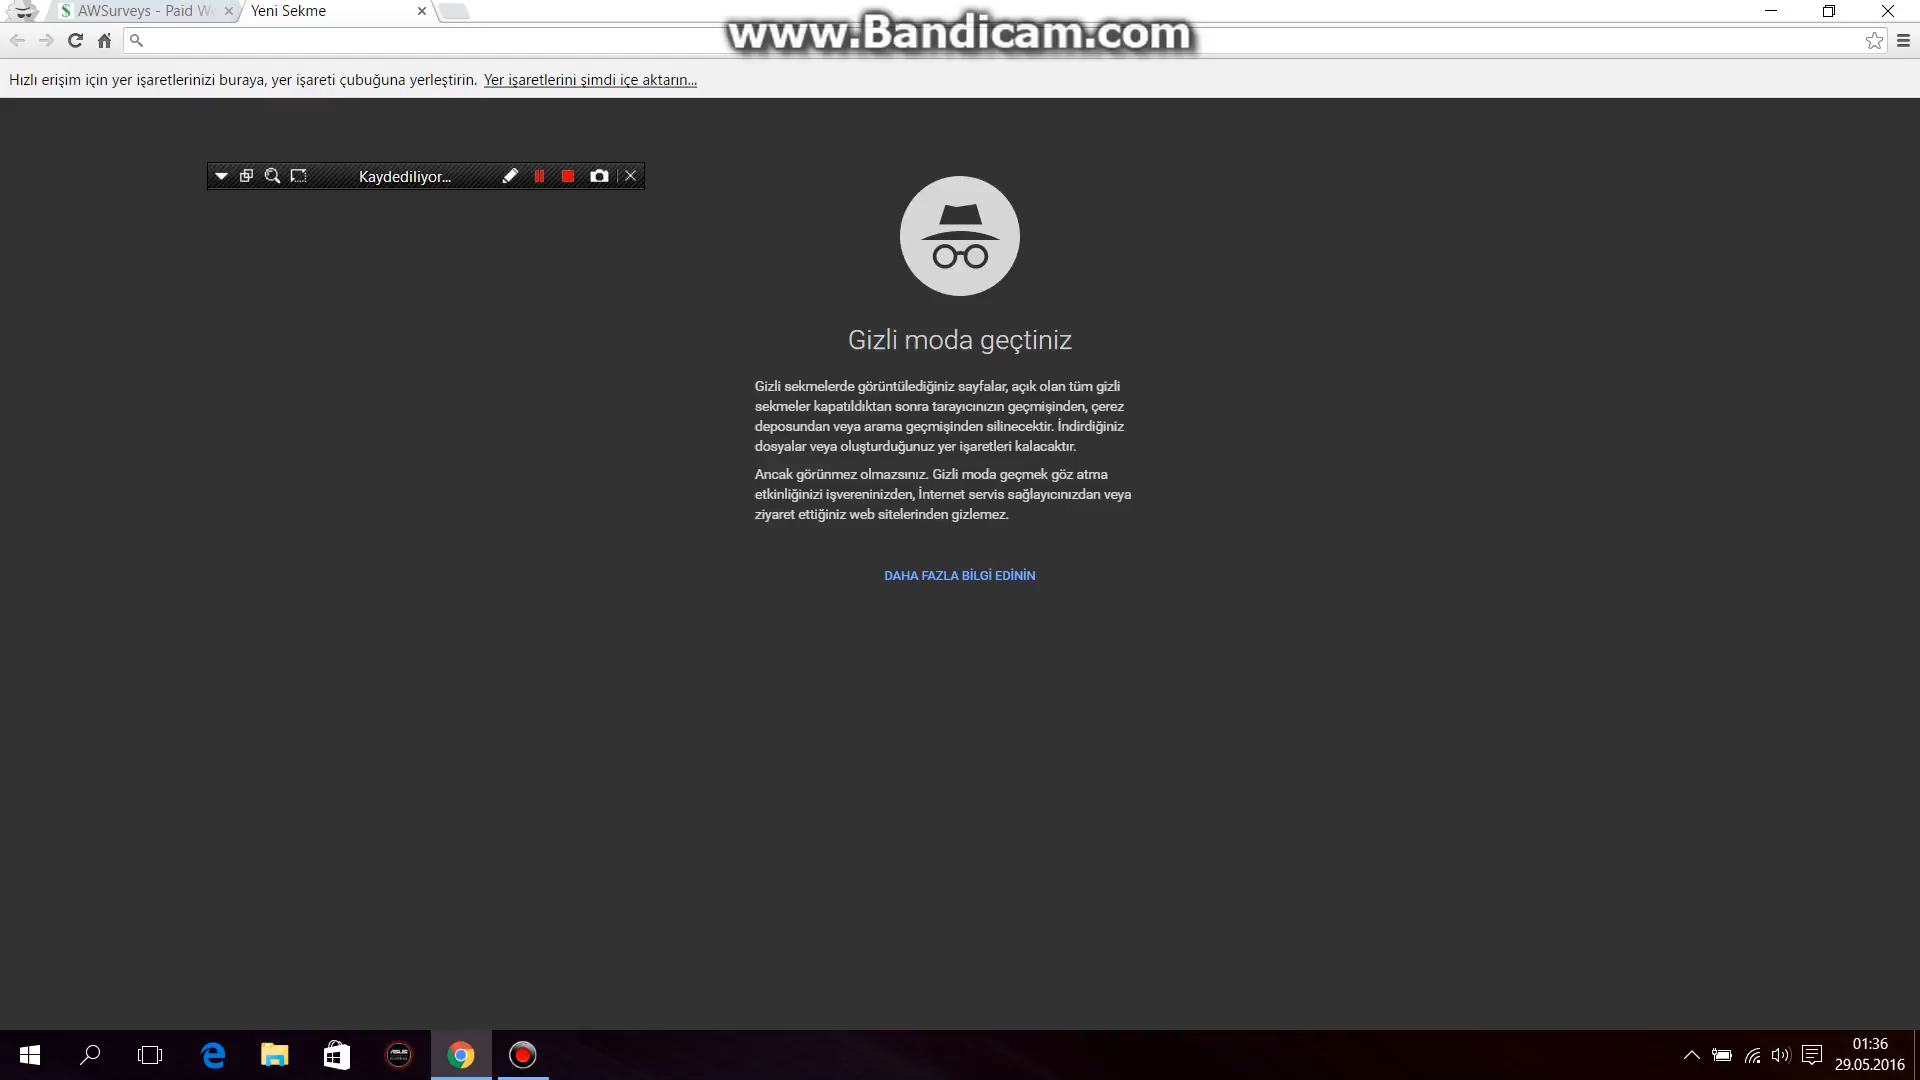 AWSurveys - Paid W
Yeni Sekme
www.Bandicam.com
Hızlı erişim için yer işaretlerinizi buraya, yer işareti çubuğuna yerleştirin. Yer işaretlerini şimdi içe aktarın...
Kaydediliyor...
Gizli moda geçtiniz
Gizli sekmelerde görüntülediğiniz sayfalar, açık olan tüm gizli
sekmeler kapatıldıktan sonra tarayıcınızın geçmişinden, çerez
deposundan veya arama geçmişinden silinecektir. İndirdiğiniz
dosyalar veya oluşturduğunuz yer işaretleri kalacaktır.
Ancak görünmez olmazsınız. Gizli moda geçmek göz atma
etkinliğinizi işvereninizden, İnternet servis sağlayıcınızdan veya
ziyaret ettiğiniz web sitelerinden gizlemez.
DAHA FAZLA BİLGİ EDİNİN
01:36
29.05.2016